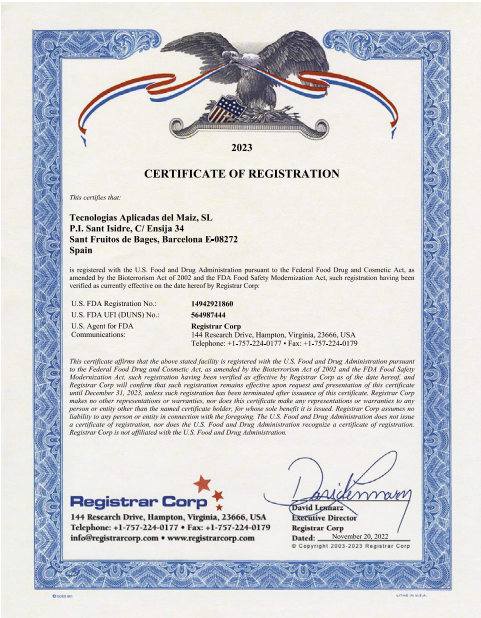 2023
CERTIFICATE OF REGISTRATION
This certifies that:
Tecnologias Aplicadas del Maiz, SL
P.I. Sant Isidre, C/ Ensija 34
Sant Fruitos de Bages, Barcelona E-08272
Spain
is registered with the U.S. Food and Drug Administration pursuant to the Federal Food Drug and Cosmetic Act, as
amended by the Bioterrorism Act of 2002 and the FDA Food Safety Modernization Act, such registration having been
verified as currently effective on the date hereof by Registrar Corp:
U.S. FDA Registration No.: 14942921860
U.S. FDA UFI (DUNS) No.: 564987444
U.S. Agent for FDA Registrar Corp
Communications: 144 Research Drive, Hampton, Virginia, 23666, USA
Telephone: +1-757-224-0177 • Fax: +1-757-224-0179
This certificate affirms that the above stated facility is registered with the U.S. Food and Drug Administration pursuant
to the Federal Food Drug and Cosmetic Act, as amended by the Bioterrorism Act of 2002 and the FDA Food Safety
Modernization Act, such registration having been verified as effective by Registrar Corp as of the date hereof, and
Registrar Corp will confirm that such registration remains effective upon request and presentation of this certificate
until December 31, 2023, unless such registration has been terminated after issuance of this certificate. Registrar Corp
makes no other representations or warranties, nor does this certificate make any representations or warranties to any
person or entity other than the named certificate holder, for whose sole benefit it is issued. Registrar Corp assumes no
liability to any person or entity in connection with the foregoing. The U.S. Food and Drug Administration does not issue
a certificate of registration, nor does the U.S. Food and Drug Administration recognize a certificate of registration.
Registrar Corp is not affiliated with the U.S. Food and Drug Administration.
Registrar Corp
144 Research Drive, Hampton, Virginia, 23666, USA
Telephone: +1-757-224-0177 • Fax: +1-757-224-0179
info@registrarcorp.com • www.registrarcorp.com
David Lennarz
Executive Director
Registrar Corp
Dated: November 20, 2022
© Copyright 2003-2023 Registrar Corp
LITHO IN U.S.A.